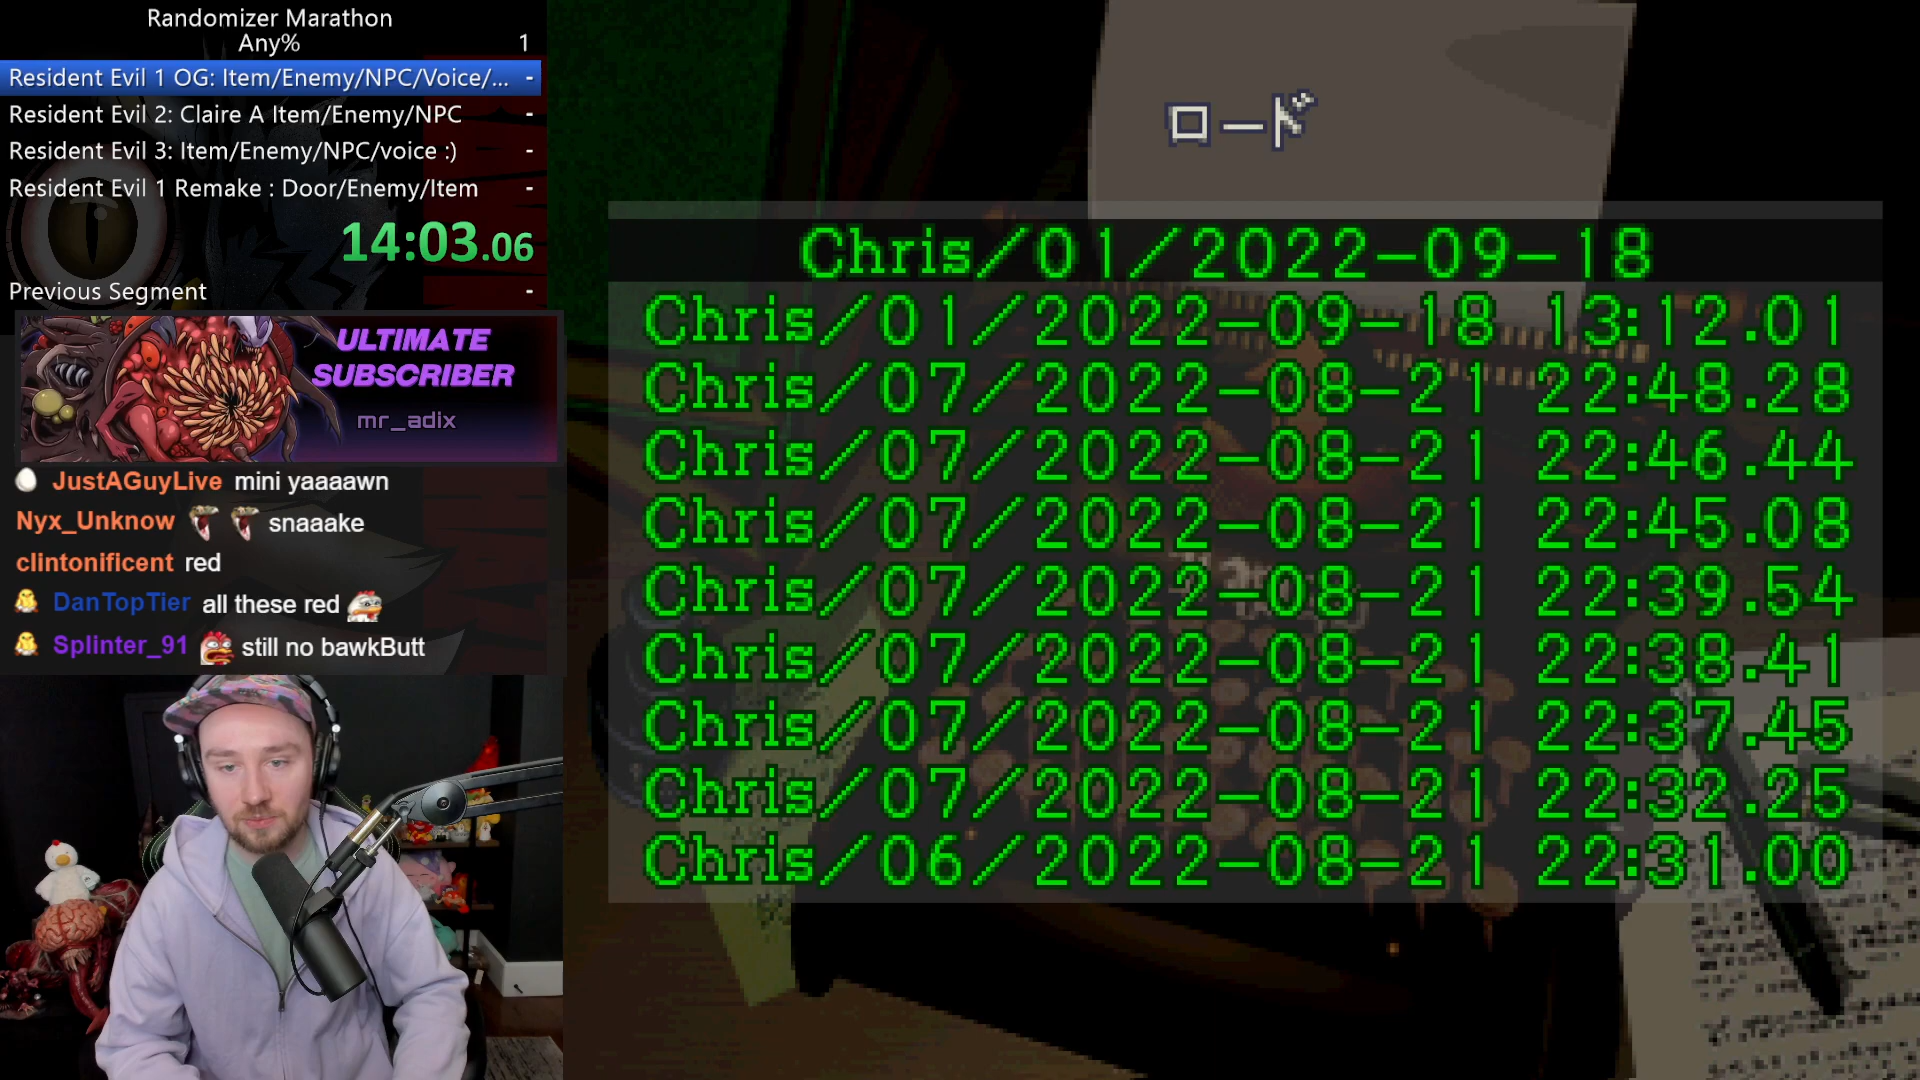 Randomizer Marathon
Any% 1
Resident Evil 1 OG: Item/Enemy/NPC/Voice/... -
Resident Evil 2: Claire A Item/Enemy/NPC -
Resident Evil 3: Item/Enemy/NPC/voice :) -
Resident Evil 1 Remake : Door/Enemy/Item -
14:03.06
Previous Segment -
ULTIMATE
SUBSCRIBER
mr_adix
JustAGuyLive mini yaaaawn
Nyx_Unknow snaaake
clintonificent red
DanTopTier all these red
Splinter_91 still no bawkButt
ロード
Chris/01/2022-09-18
Chris/01/2022-09-18 13:12.01
Chris/07/2022-08-21 22:48.28
Chris/07/2022-08-21 22:46.44
Chris/07/2022-08-21 22:45.08
Chris/07/2022-08-21 22:39.54
Chris/07/2022-08-21 22:38.41
Chris/07/2022-08-21 22:37.45
Chris/07/2022-08-21 22:32.25
Chris/06/2022-08-21 22:31.00